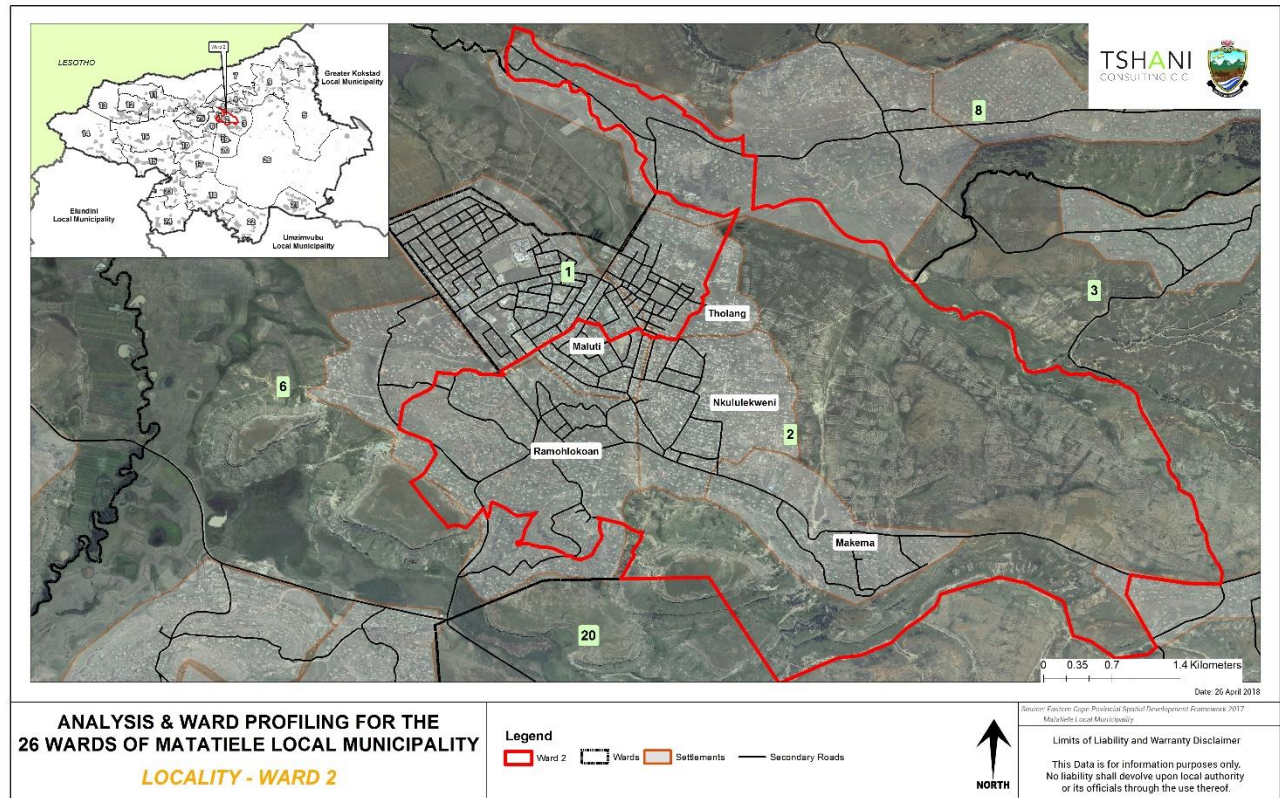 LESOTHO
Ward 2
Greater Kokstad
Local Municipality
Elundini
Local Municipality
Umzimvubu
Local Municipality
TSHANI
CONSULTING C.C
8
1
3
Tholang
Maluti
6
Nkululekweni
2
Ramohlokoan
Makema
20
0 0.35 0.7 1.4 Kilometers
Date: 26 April 2018
ANALYSIS & WARD PROFILING FOR THE
26 WARDS OF MATATIELE LOCAL MUNICIPALITY
LOCALITY - WARD 2
Legend
Ward 2 Wards Settlements Secondary Roads
NORTH
Source: Eastern Cape Provincial Spatial Development Framework 2017
Matatiele Local Municipality
Limits of Liability and Warranty Disclaimer
This Data is for information purposes only.
No liability shall devolve upon local authority
or its officials through the use thereof.